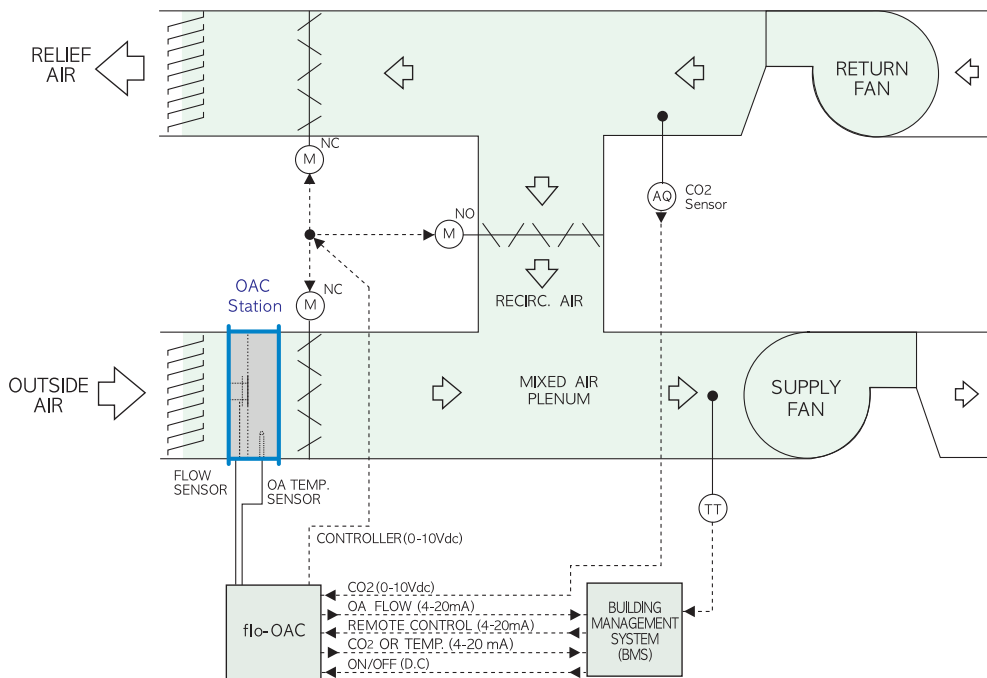 RELIEF
AIR
RETURN
FAN
NC
M
AQ
CO2
Sensor
NO
M
OAC
Station
NC
M
RECIRC. AIR
OUTSIDE
AIR
MIXED AIR
PLENUM
SUPPLY
FAN
FLOW
SENSOR
OA TEMP.
SENSOR
TT
CONTROLLER(0-10Vdc)
CO2(0-10Vdc)
OA FLOW (4-20mA)
REMOTE CONTROL (4-20mA)
CO2 OR TEMP. (4-20 mA)
ON/OFF (D.C)
flo-OAC
BUILDING
MANAGEMENT
SYSTEM
(BMS)